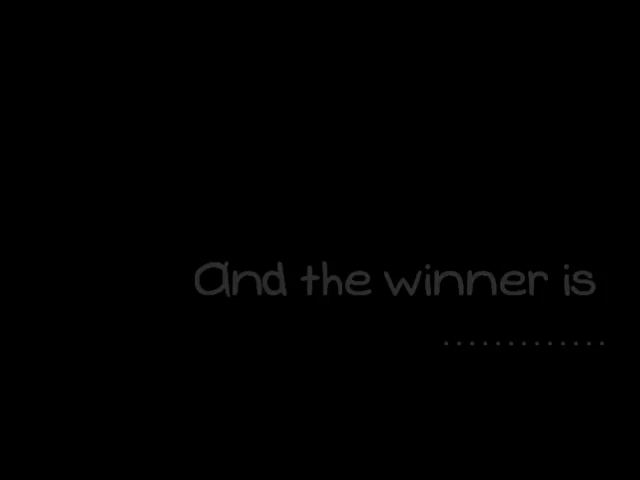 And the winner is
.............